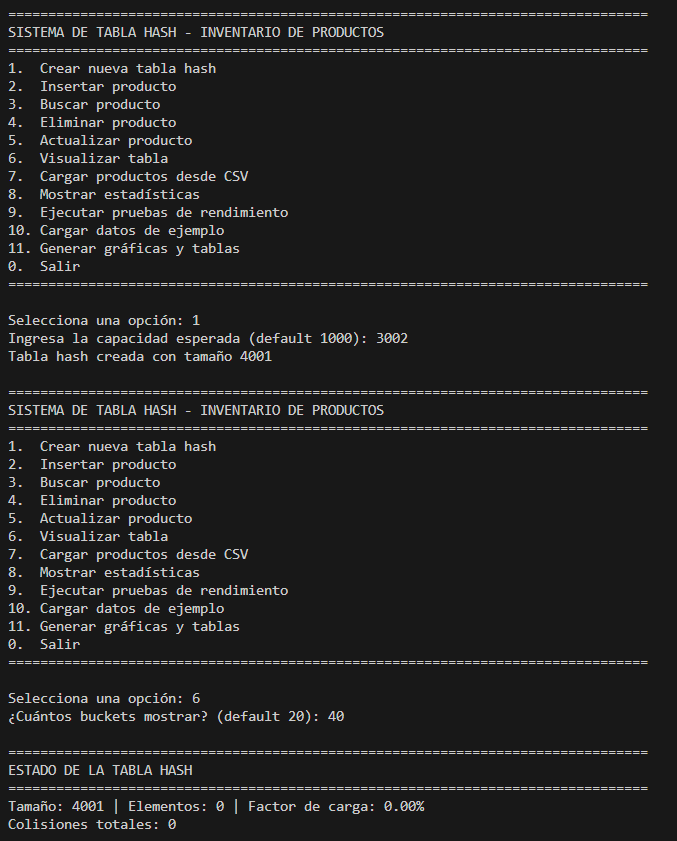 ================================================================================
SISTEMA DE TABLA HASH - INVENTARIO DE PRODUCTOS
================================================================================
1.  Crear nueva tabla hash
2.  Insertar producto
3.  Buscar producto
4.  Eliminar producto
5.  Actualizar producto
6.  Visualizar tabla
7.  Cargar productos desde CSV
8.  Mostrar estadísticas
9.  Ejecutar pruebas de rendimiento
10. Cargar datos de ejemplo
11. Generar gráficas y tablas
0.  Salir
================================================================================
Selecciona una opción: 1
Ingresa la capacidad esperada (default 1000): 3002
Tabla hash creada con tamaño 4001
================================================================================
SISTEMA DE TABLA HASH - INVENTARIO DE PRODUCTOS
================================================================================
1.  Crear nueva tabla hash
2.  Insertar producto
3.  Buscar producto
4.  Eliminar producto
5.  Actualizar producto
6.  Visualizar tabla
7.  Cargar productos desde CSV
8.  Mostrar estadísticas
9.  Ejecutar pruebas de rendimiento
10. Cargar datos de ejemplo
11. Generar gráficas y tablas
0.  Salir
================================================================================
Selecciona una opción: 6
¿Cuántos buckets mostrar? (default 20): 40
================================================================================
ESTADO DE LA TABLA HASH
================================================================================
Tamaño: 4001 | Elementos: 0 | Factor de carga: 0.00%
Colisiones totales: 0